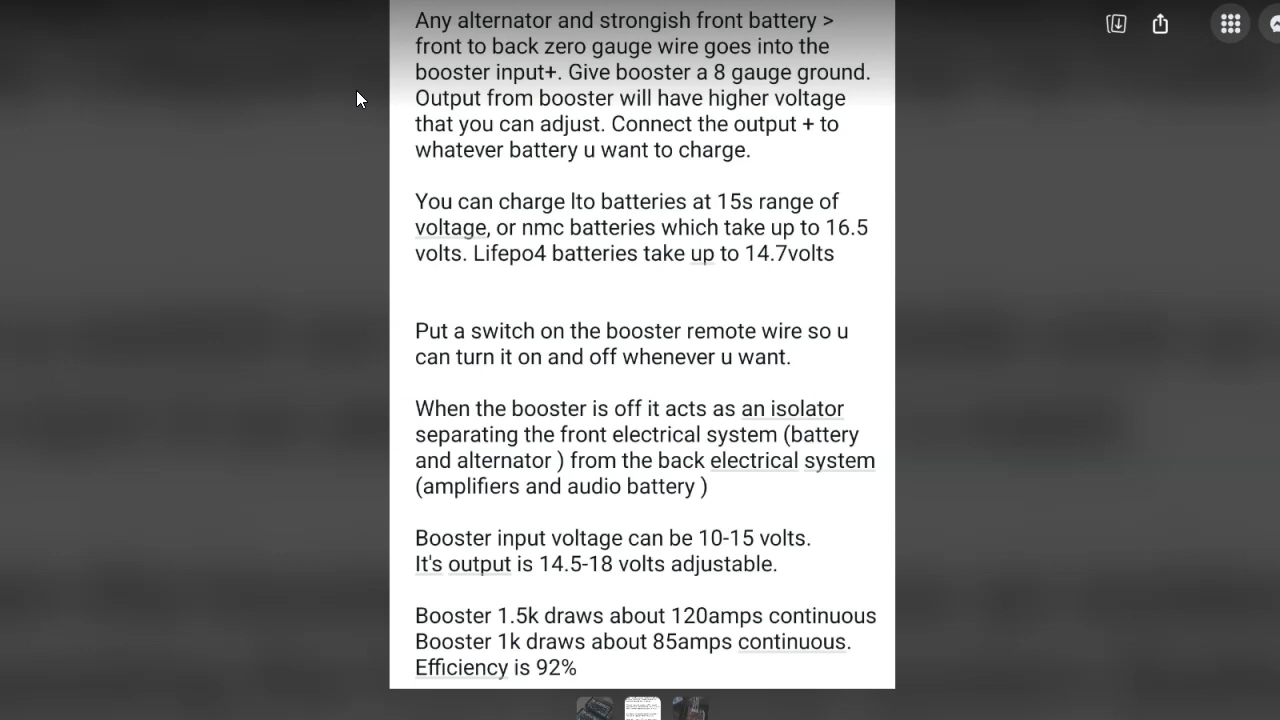 Any alternator and strongish front battery >
front to back zero gauge wire goes into the
booster input+. Give booster a 8 gauge ground.
Output from booster will have higher voltage
that you can adjust. Connect the output + to
whatever battery u want to charge.
You can charge lto batteries at 15s range of
voltage, or nmc batteries which take up to 16.5
volts. Lifepo4 batteries take up to 14.7volts
Put a switch on the booster remote wire so u
can turn it on and off whenever u want.
When the booster is off it acts as an isolator
separating the front electrical system (battery
and alternator ) from the back electrical system
(amplifiers and audio battery )
Booster input voltage can be 10-15 volts.
It's output is 14.5-18 volts adjustable.
Booster 1.5k draws about 120amps continuous
Booster 1k draws about 85amps continuous.
Efficiency is 92%